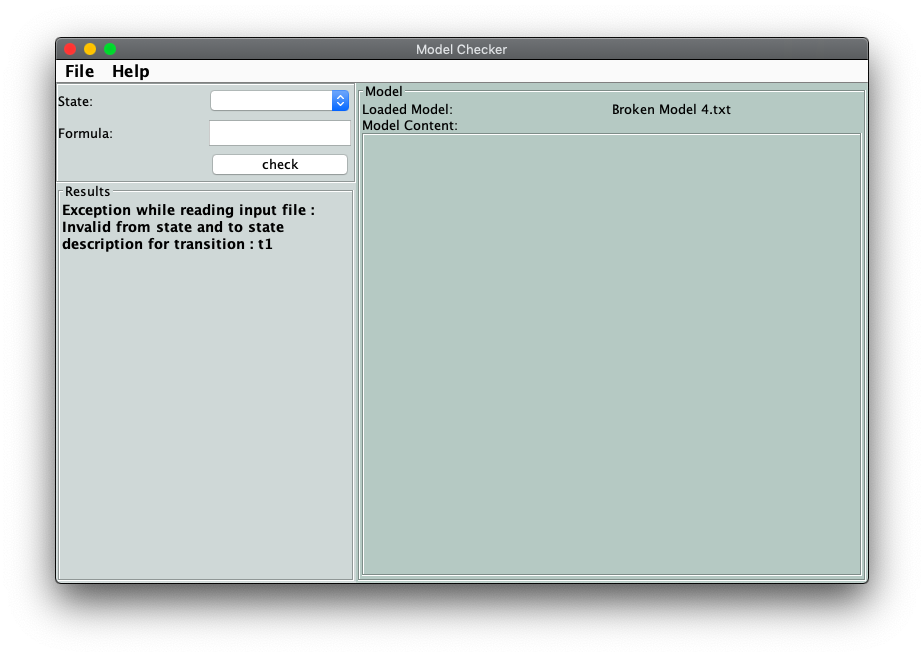 Model Checker
File Help
State:
Formula:
check
Results
Exception while reading input file :
Invalid from state and to state
description for transition : t1
Model
Loaded Model: Broken Model 4.txt
Model Content: